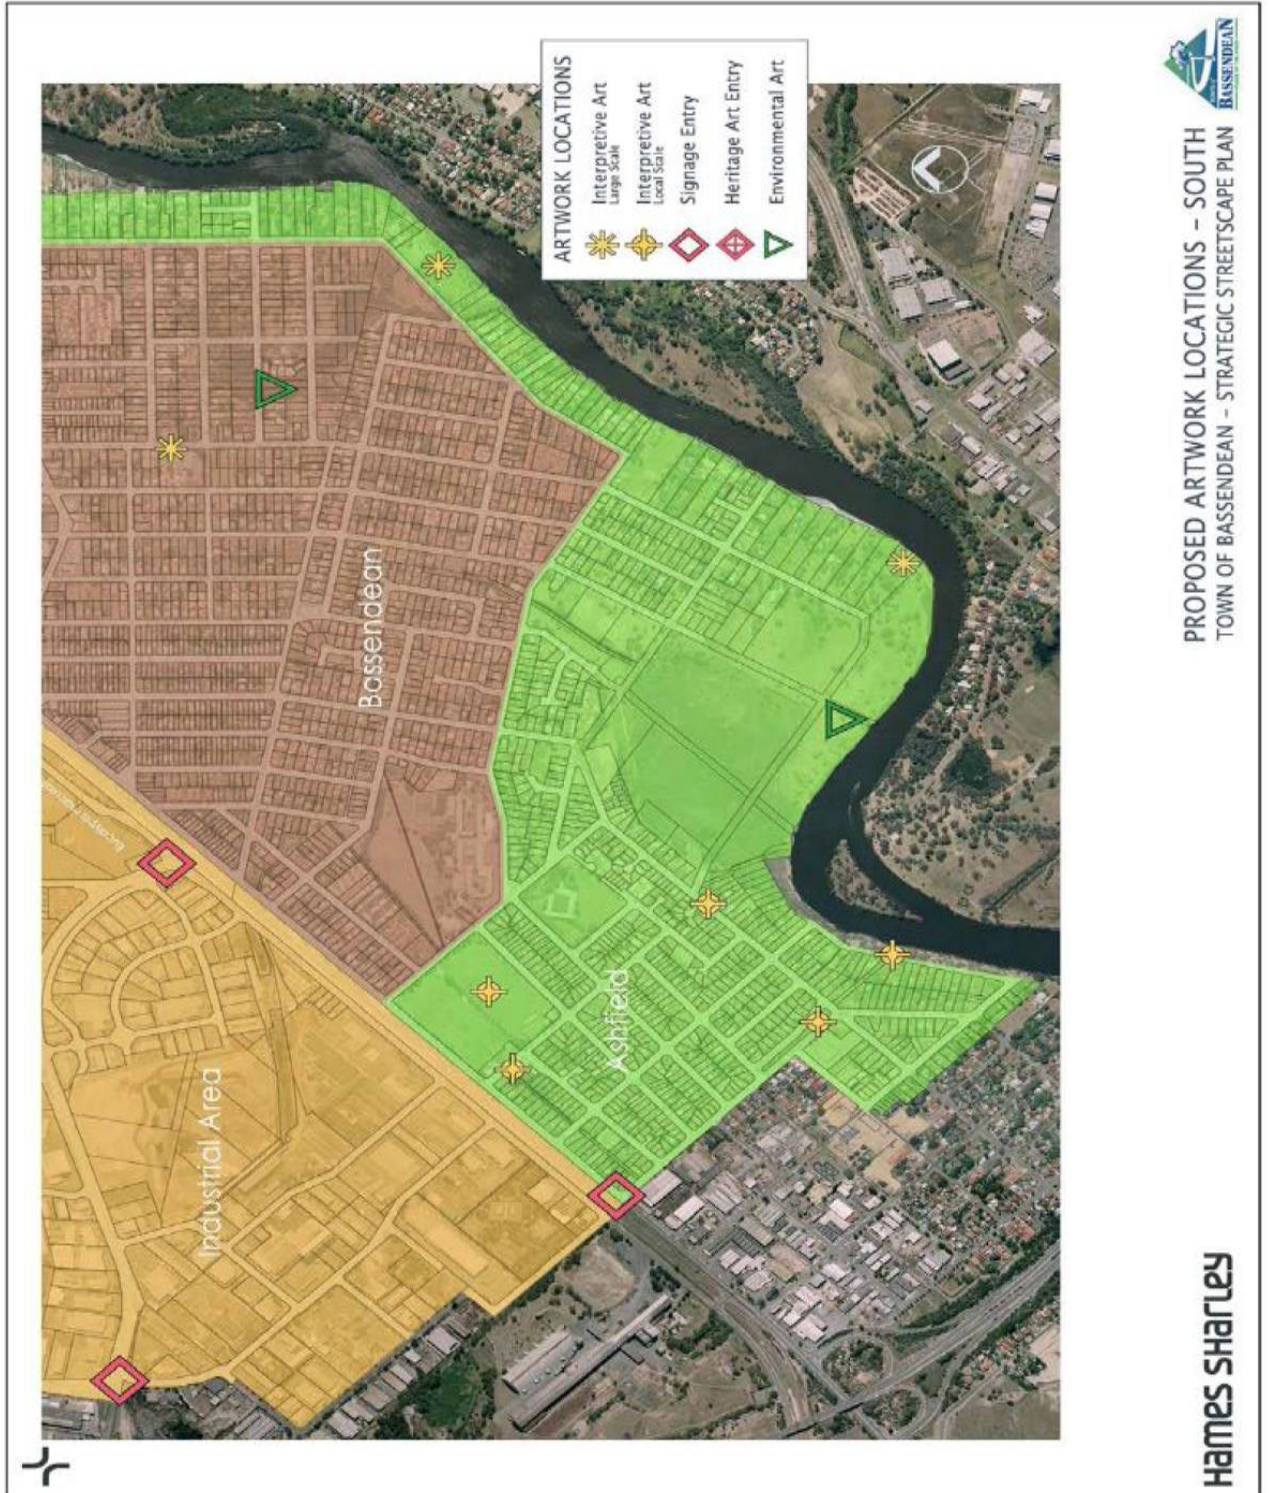 ARTWORK LOCATIONS
Interpretive Art
Large Scale
Interpretive Art
Local Scale
Signage Entry
Heritage Art Entry
Environmental Art
Bassendean
Industrial Area
Ashfield
PROPOSED ARTWORK LOCATIONS - SOUTH
TOWN OF BASSENDEAN - STRATEGIC STREETSCAPE PLAN
BASSENDEAN
Hames Sharley